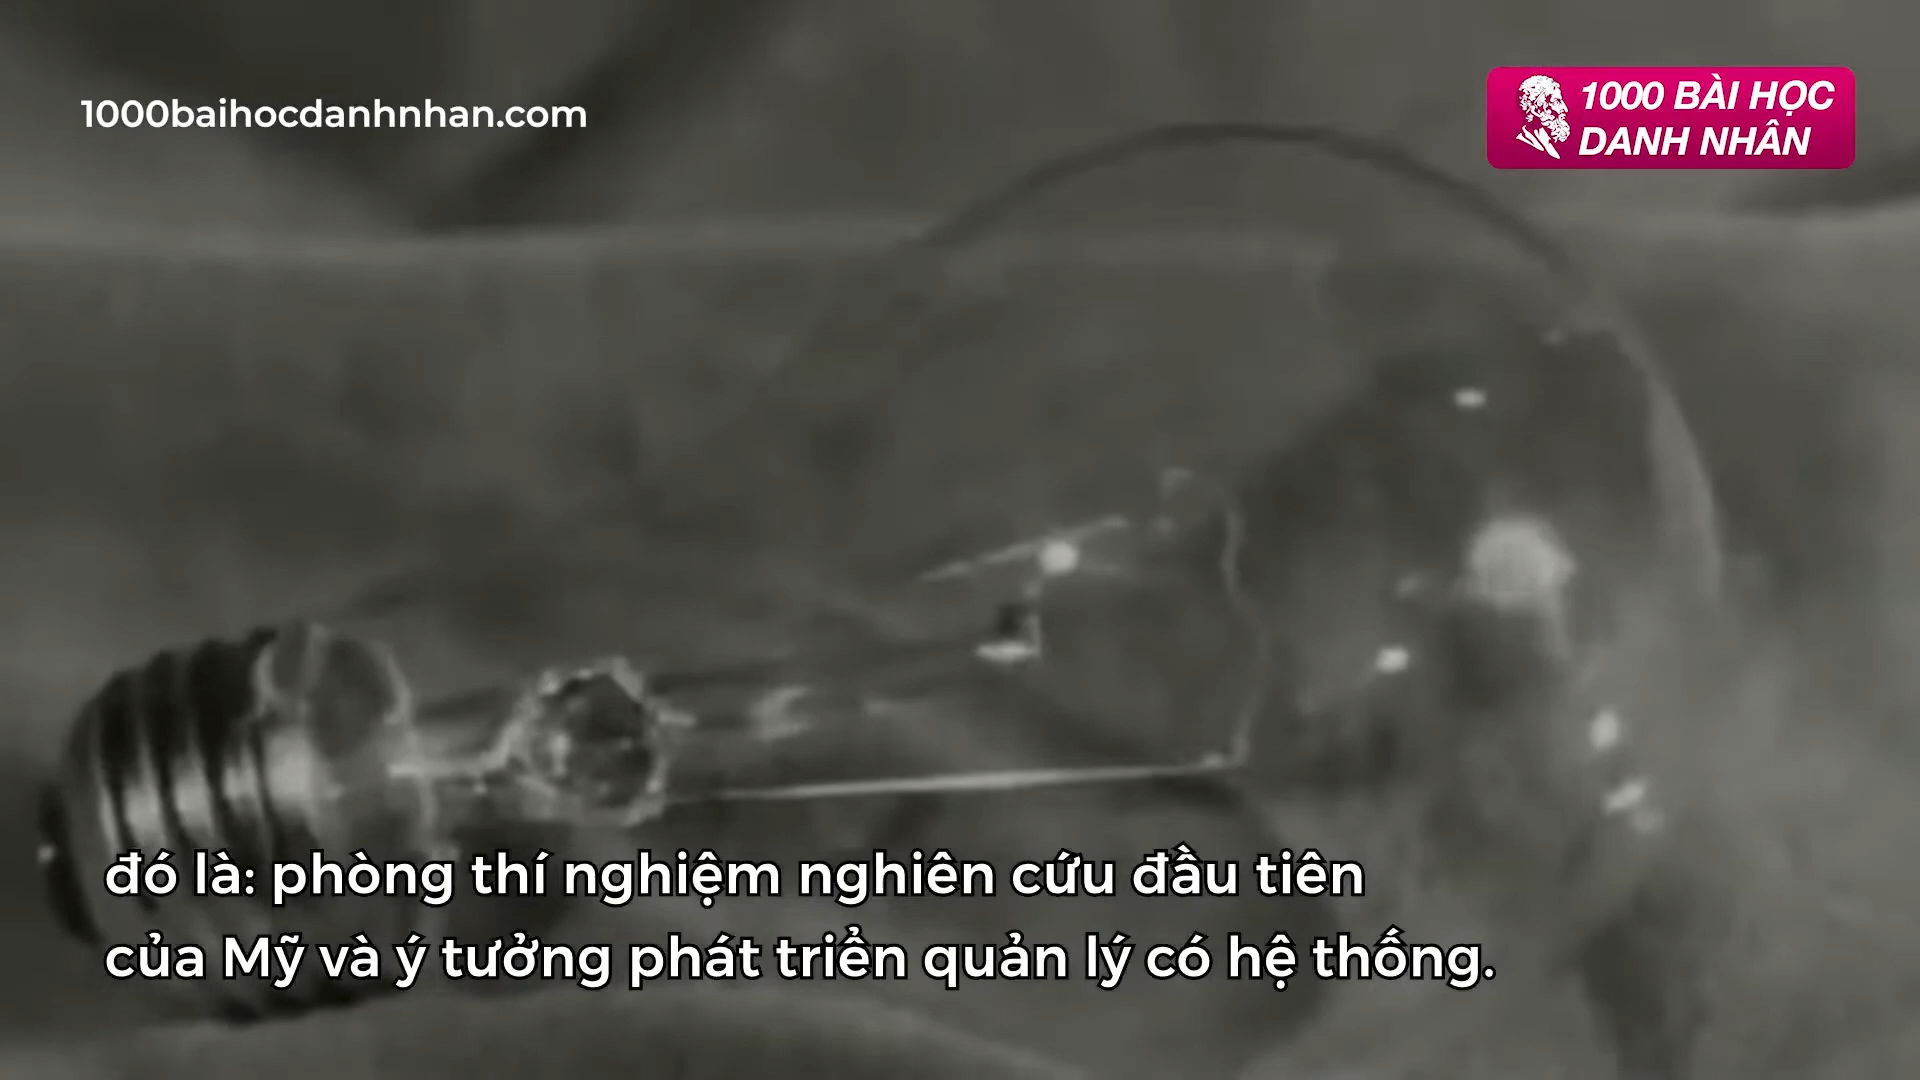 1000baihocdanhnhan.com
1000 BÀI HỌC
DANH NHÂN
đó là: phòng thí nghiệm nghiên cứu đầu tiên
của Mỹ và ý tưởng phát triển quản lý có hệ thống.